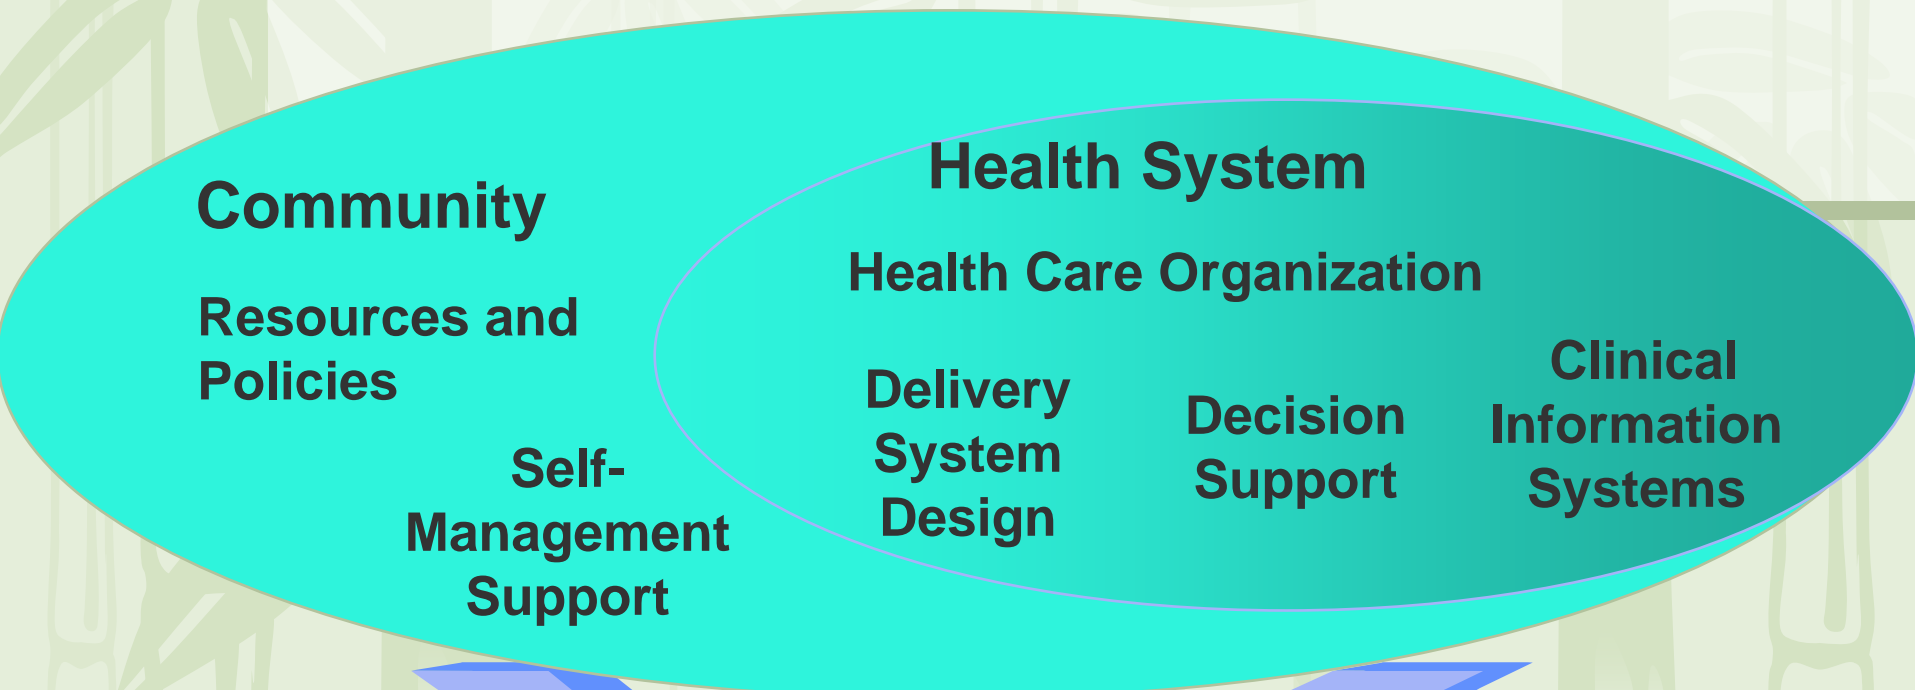 Community
Resources and
Policies
Self-
Management
Support
Health System
Health Care Organization
Delivery
System
Design
Decision
Support
Clinical
Information
Systems